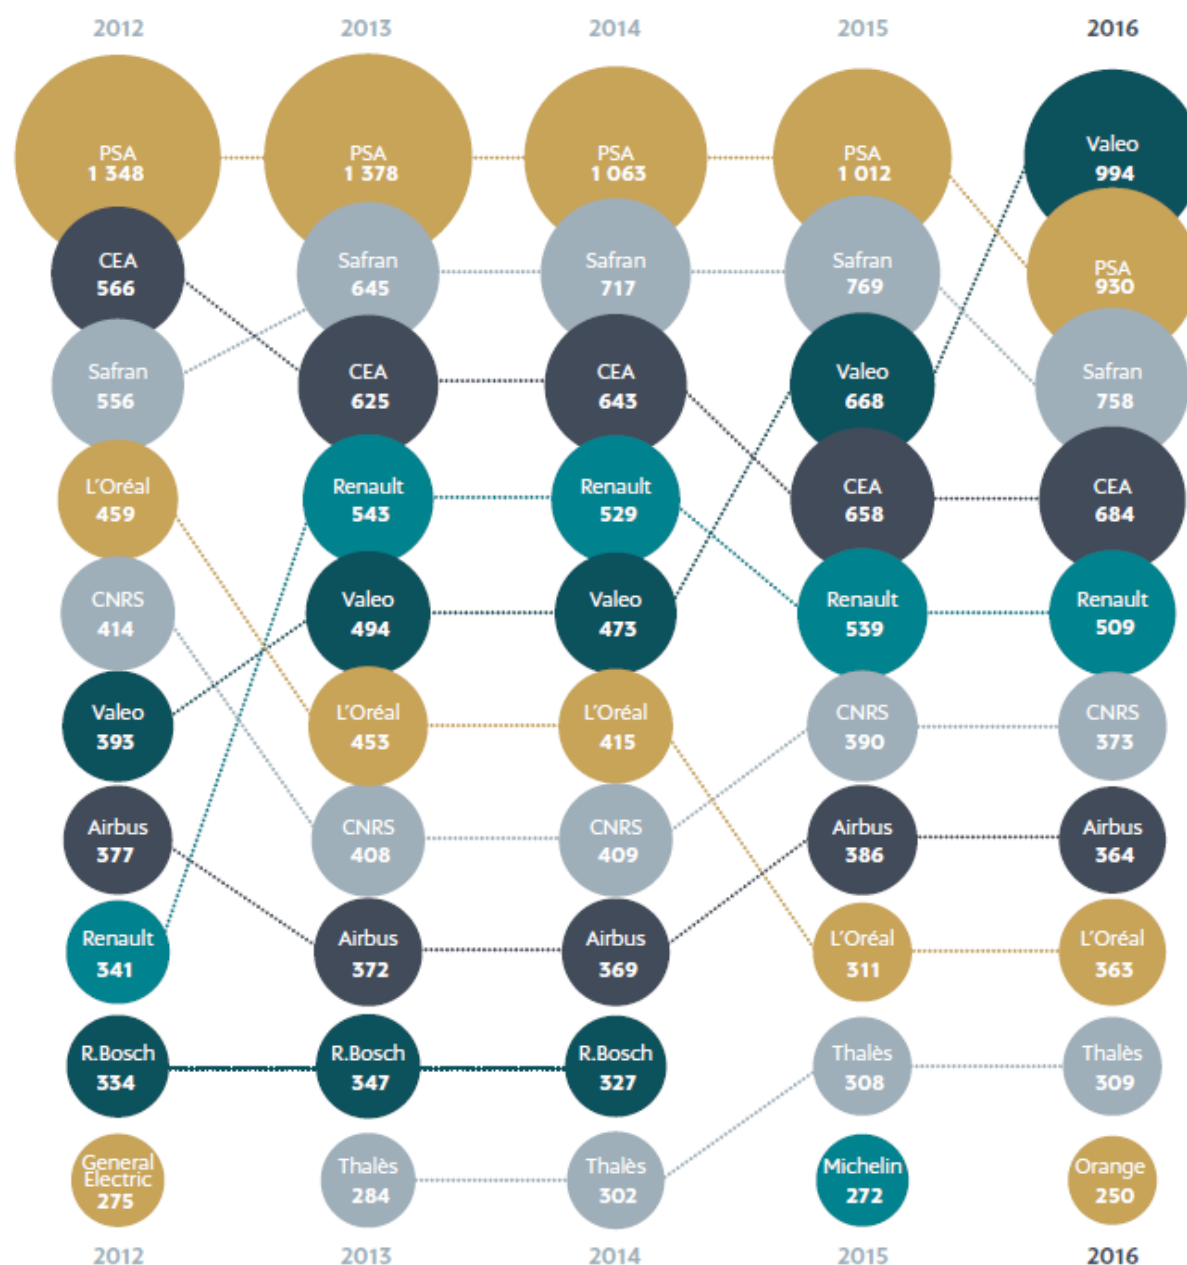 2012 2013 2014 2015 2016
PSA PSA PSA PSA Valeo
1 348 1 378 1 063 1 012 994
CEA Safran Safran Safran PSA
566 645 717 769 930
Safran CEA CEA Valeo Safran
556 625 643 668 758
L'Oréal Renault Renault CEA CEA
459 543 529 658 684
CNRS Valeo Valeo Renault Renault
414 494 473 539 509
Valeo L'Oréal L'Oréal CNRS CNRS
393 453 415 390 373
Airbus CNRS CNRS Airbus Airbus
377 408 409 386 364
Renault Airbus Airbus L'Oréal L'Oréal
341 372 369 311 363
R.Bosch R.Bosch R.Bosch Thalès Thalès
334 347 327 308 309
General
Electric Thalès Thalès Michelin Orange
275 284 302 272 250
2012 2013 2014 2015 2016